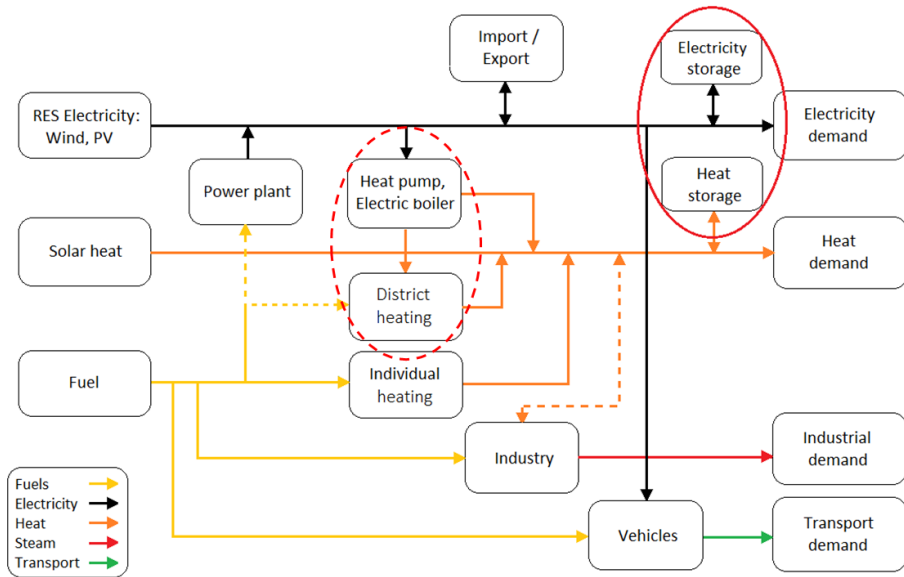 Import /
Export
Electricity
storage
RES Electricity:
Wind, PV
Electricity
demand
Power plant
Heat pump,
Electric boiler
Heat
storage
Solar heat
Heat
demand
District
heating
Fuel
Individual
heating
Industry
Industrial
demand
Vehicles
Transport
demand
Fuels
Electricity
Heat
Steam
Transport